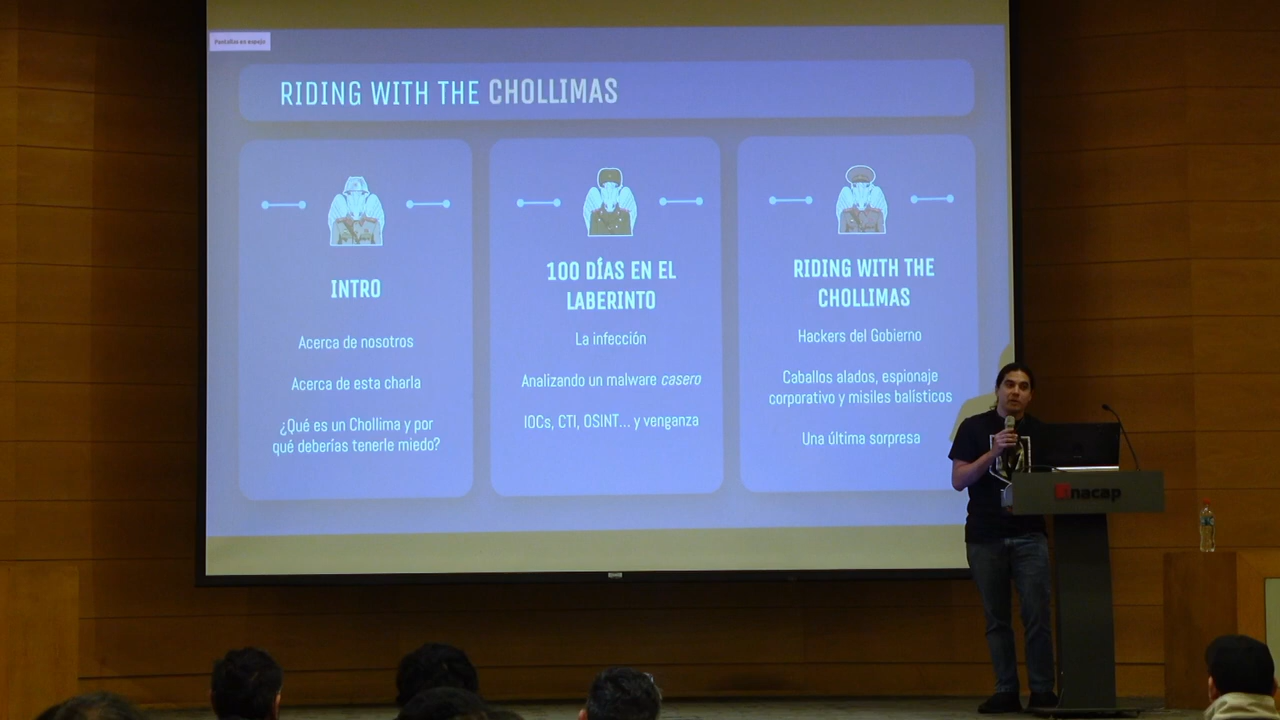 Pantallas en espejo
RIDING WITH THE CHOLLIMAS
INTRO
Acerca de nosotros
Acerca de esta charla
¿Qué es un Chollima y por
qué deberías tenerle miedo?
100 DÍAS EN EL
LABERINTO
La infección
Analizando un malware casero
IOCs, CTI, OSINT... y venganza
RIDING WITH THE
CHOLLIMAS
Hackers del Gobierno
Caballos alados, espionaje
corporativo y misiles balísticos
Una última sorpresa
inacap